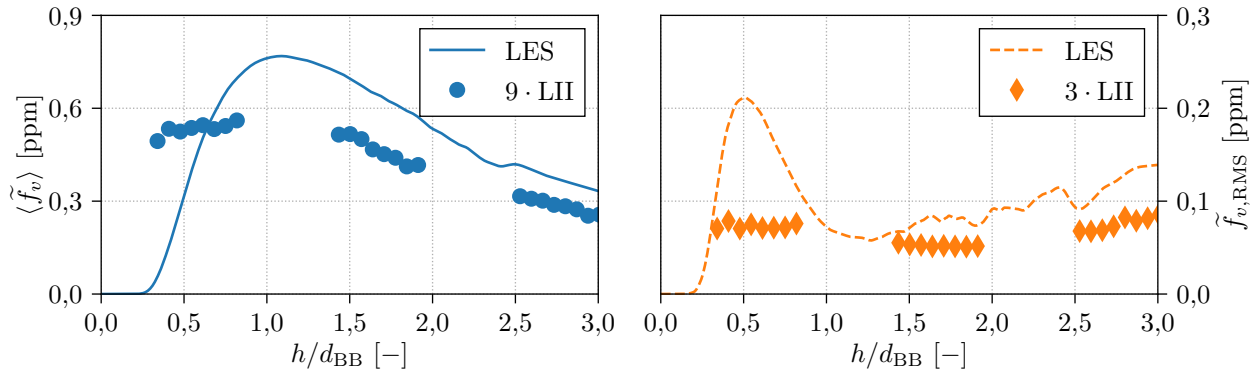 0,9
0,6
0,3
0,0
⟨f̃_v⟩ [ppm]
LES
9 · LII
0,0 0,5 1,0 1,5 2,0 2,5 3,0
h/d_BB [−]
LES
3 · LII
0,3
0,2
0,1
0,0
f̃_v,RMS [ppm]
0,0 0,5 1,0 1,5 2,0 2,5 3,0
h/d_BB [−]